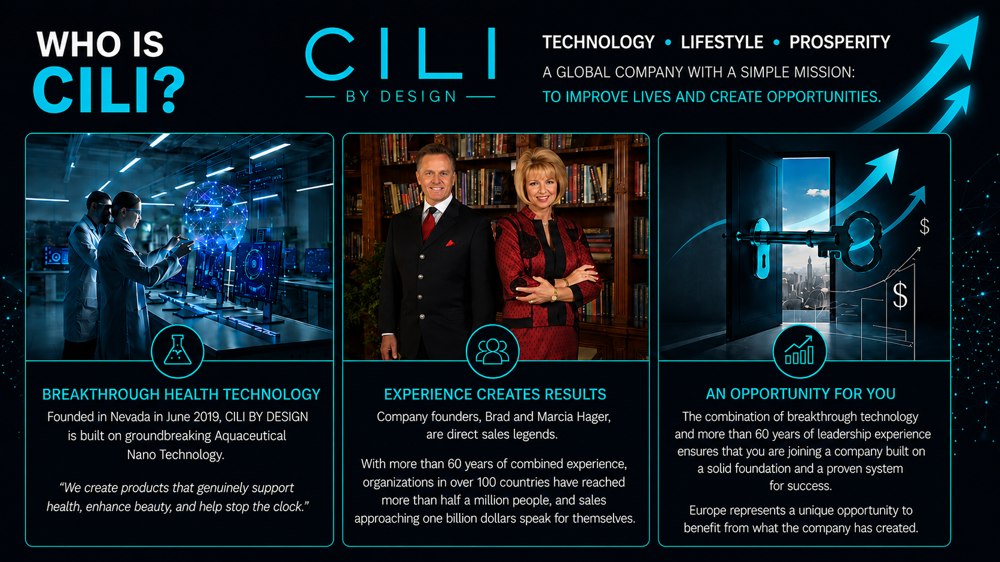 WHO IS
CILI?
CILI
BY DESIGN
TECHNOLOGY • LIFESTYLE • PROSPERITY
A GLOBAL COMPANY WITH A SIMPLE MISSION:
TO IMPROVE LIVES AND CREATE OPPORTUNITIES.
BREAKTHROUGH HEALTH TECHNOLOGY
Founded in Nevada in June 2019, CILI BY DESIGN
is built on groundbreaking Aquaceutical
Nano Technology.
“We create products that genuinely support
health, enhance beauty, and help stop the clock.”
EXPERIENCE CREATES RESULTS
Company founders, Brad and Marcia Hager,
are direct sales legends.
With more than 60 years of combined experience,
organizations in over 100 countries have reached
more than half a million people, and sales
approaching one billion dollars speak for themselves.
$
$
AN OPPORTUNITY FOR YOU
The combination of breakthrough technology
and more than 60 years of leadership experience
ensures that you are joining a company built on
a solid foundation and a proven system
for success.
Europe represents a unique opportunity to
benefit from what the company has created.